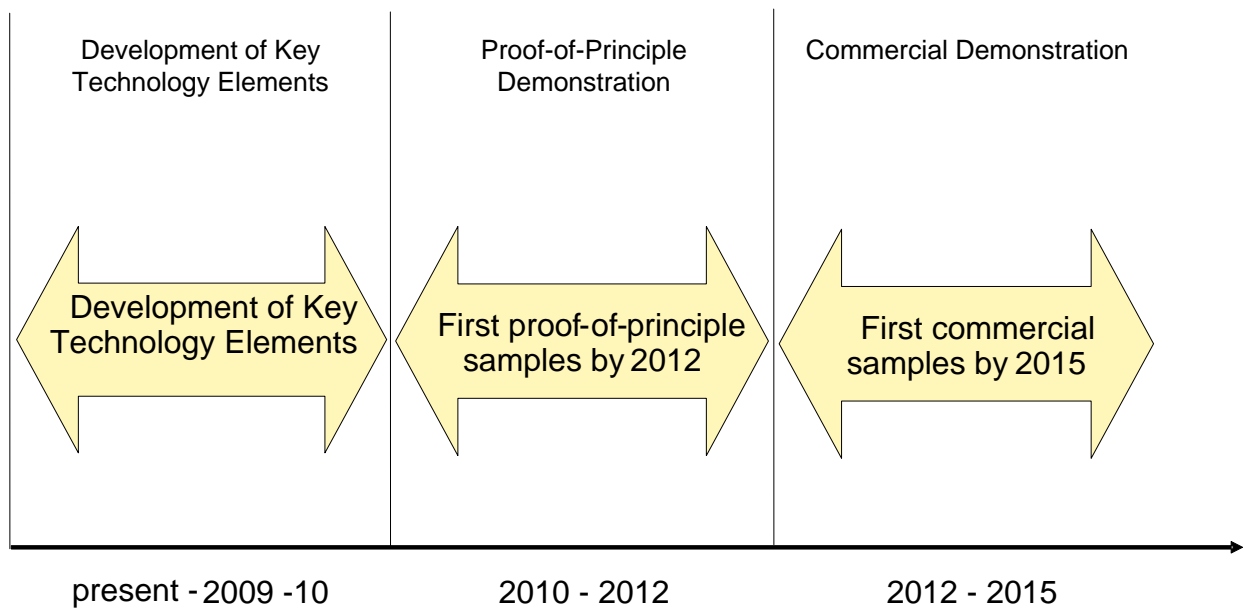 Development of Key
Technology Elements
Proof-of-Principle
Demonstration
Commercial Demonstration
Development of Key
Technology Elements
First proof-of-principle
samples by 2012
First commercial
samples by 2015
present - 2009 -10
2010 - 2012
2012 - 2015